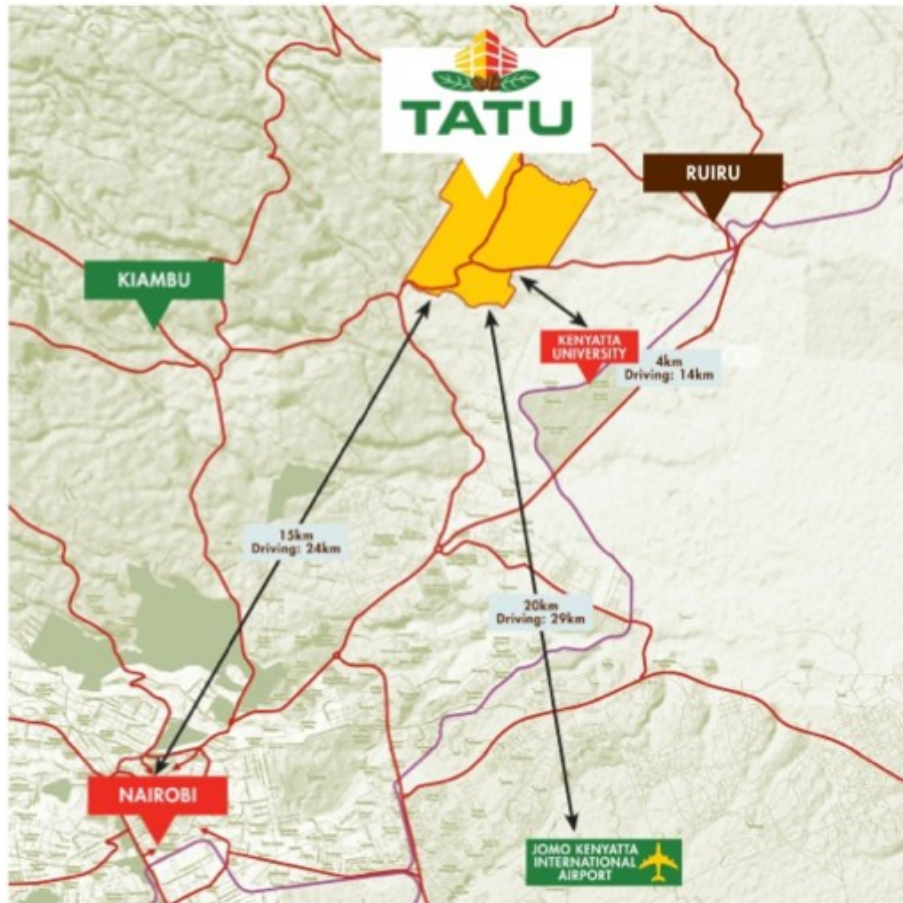 TATU
RUIRU
KIAMBU
KENYATTA
UNIVERSITY
4km
Driving: 14km
15km
Driving: 24km
20km
Driving: 29km
NAIROBI
JOMO KENYATTA
INTERNATIONAL
AIRPORT